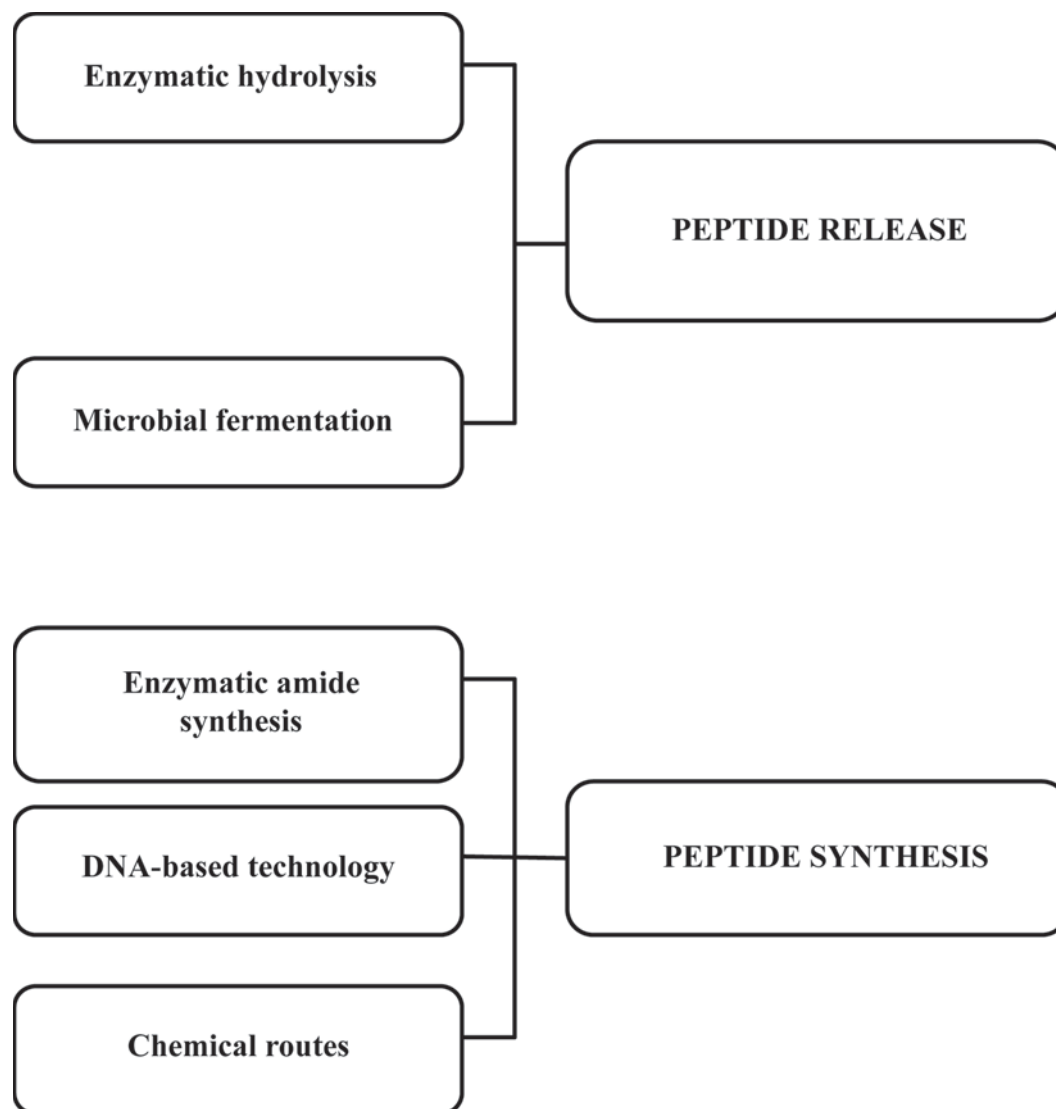 Enzymatic hydrolysis
PEPTIDE RELEASE
Microbial fermentation
Enzymatic amide
synthesis
DNA-based technology
PEPTIDE SYNTHESIS
Chemical routes